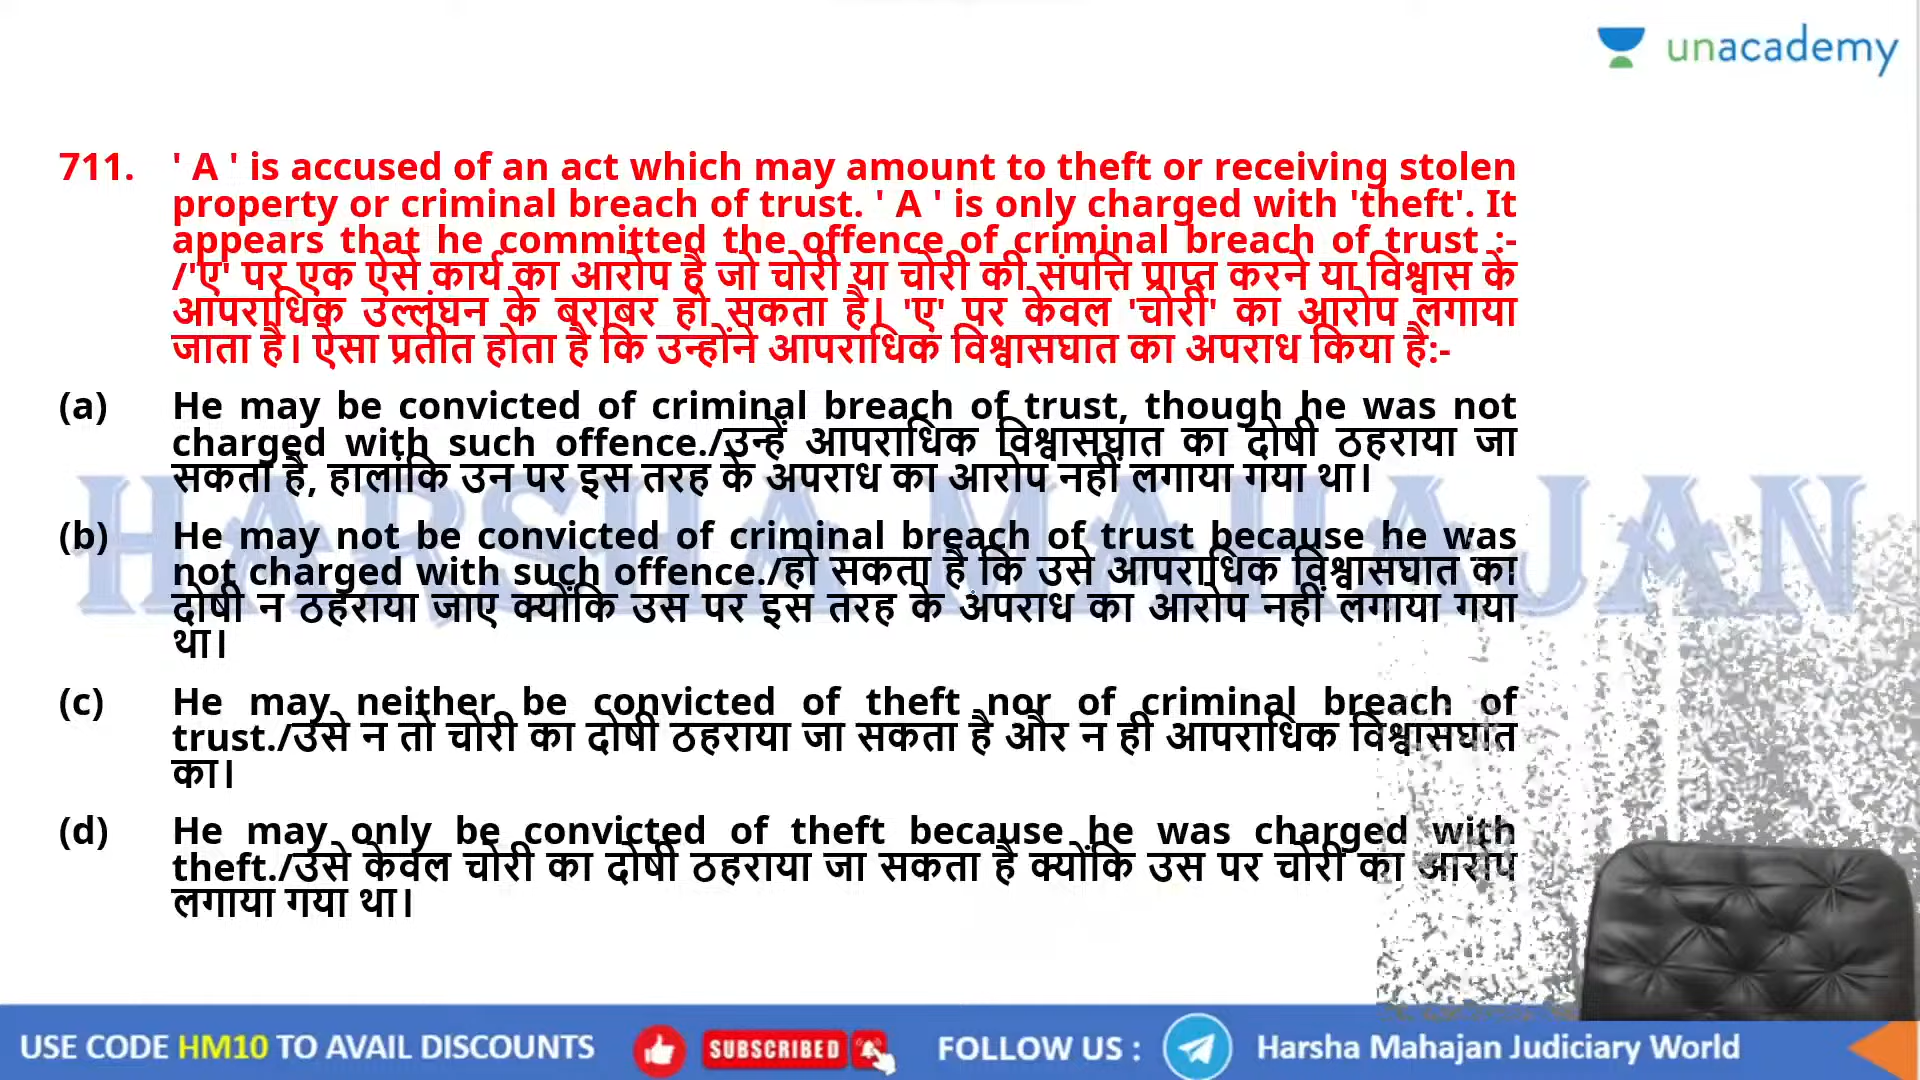 unacademy
711. ' A ' is accused of an act which may amount to theft or receiving stolen
property or criminal breach of trust. ' A ' is only charged with 'theft'. It
appears that he committed the offence of criminal breach of trust :-
/'ए' पर एक ऐसे कार्य का आरोप है जो चोरी या चोरी की संपत्ति प्राप्त करने या विश्वास के
आपराधिक उल्लंघन के बराबर हो सकता है। 'ए' पर केवल 'चोरी' का आरोप लगाया
जाता है। ऐसा प्रतीत होता है कि उन्होंने आपराधिक विश्वासघात का अपराध किया है:-
(a) He may be convicted of criminal breach of trust, though he was not
charged with such offence./उन्हें आपराधिक विश्वासघात का दोषी ठहराया जा
सकता है, हालांकि उन पर इस तरह के अपराध का आरोप नहीं लगाया गया था।
HARSHA MAHAJAN
(b) He may not be convicted of criminal breach of trust because he was
not charged with such offence./हो सकता है कि उसे आपराधिक विश्वासघात का
दोषी न ठहराया जाए क्योंकि उस पर इस तरह के अपराध का आरोप नहीं लगाया गया
था।
(c) He may neither be convicted of theft nor of criminal breach of
trust./उसे न तो चोरी का दोषी ठहराया जा सकता है और न ही आपराधिक विश्वासघात
का।
(d) He may only be convicted of theft because he was charged with
theft./उसे केवल चोरी का दोषी ठहराया जा सकता है क्योंकि उस पर चोरी का आरोप
लगाया गया था।
USE CODE HM10 TO AVAIL DISCOUNTS SUBSCRIBED FOLLOW US : Harsha Mahajan Judiciary World